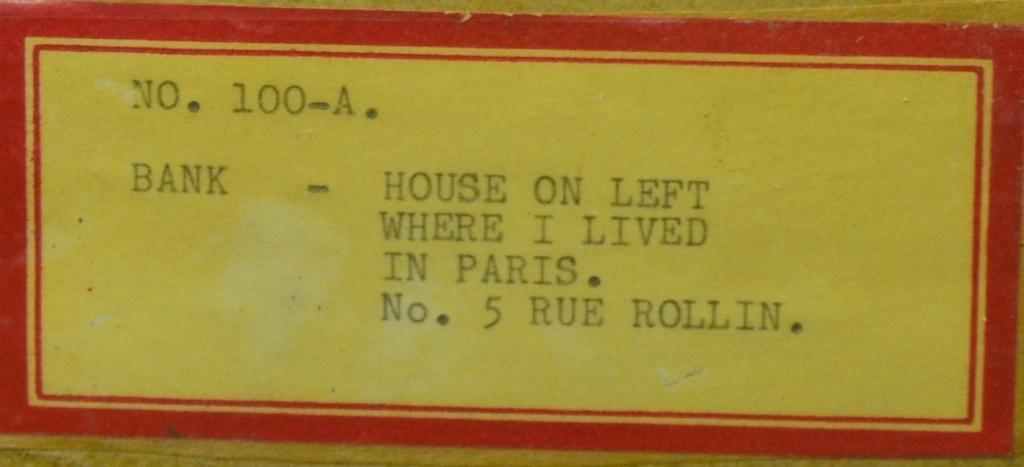 NO. 100-A.
BANK - HOUSE ON LEFT
WHERE I LIVED
IN PARIS.
No. 5 RUE ROLLIN.